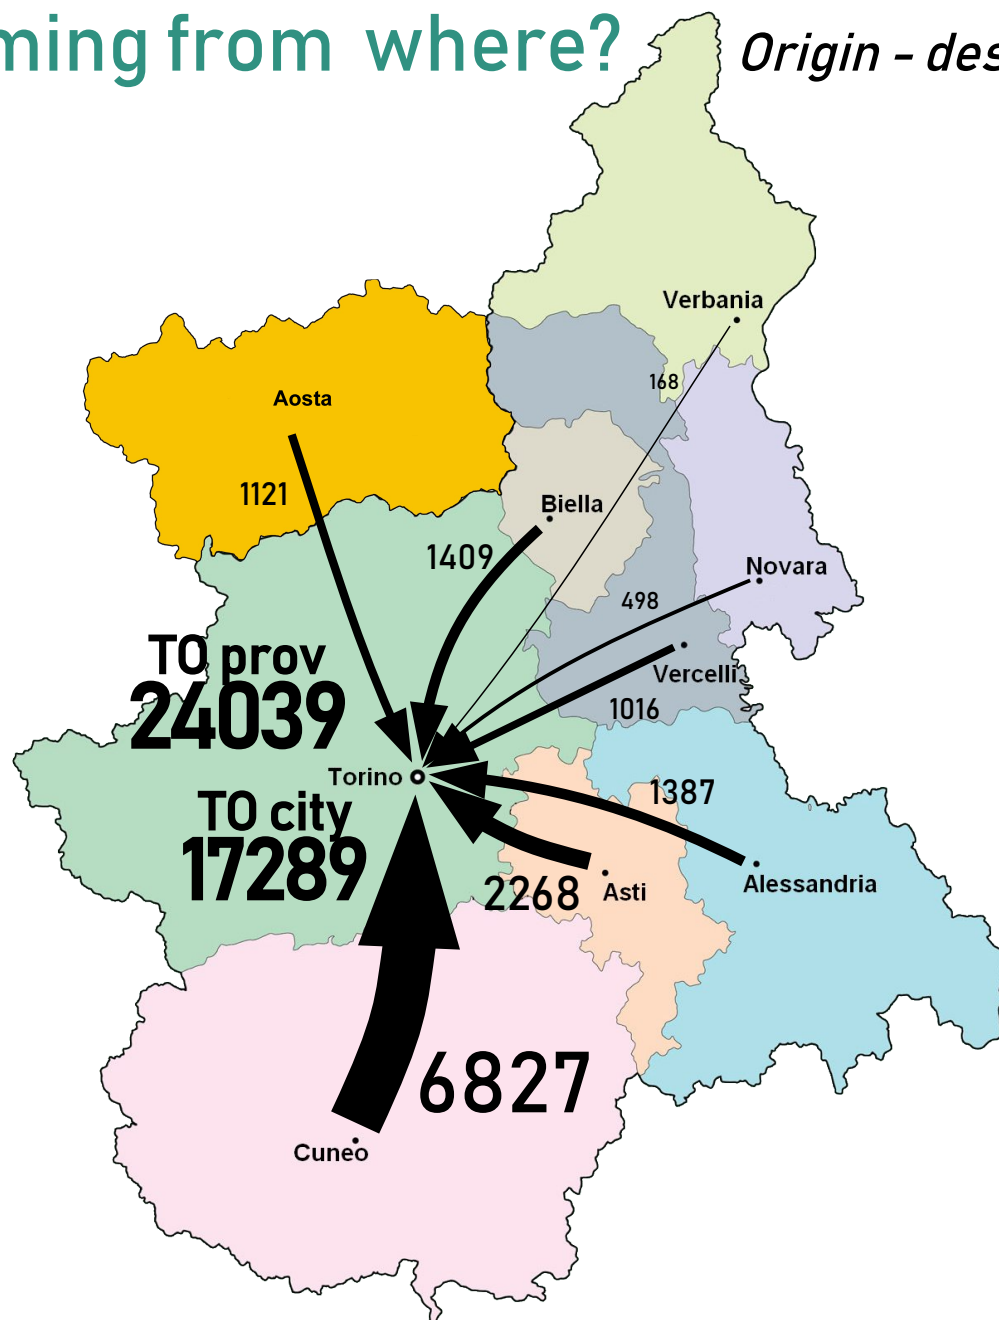 ming from where?
Origin - des
Verbania
168
Aosta
1121
Biella
1409
Novara
498
TO prov
24039
Vercelli
1016
Torino
1387
TO city
17289
2268
Asti
Alessandria
6827
Cuneo